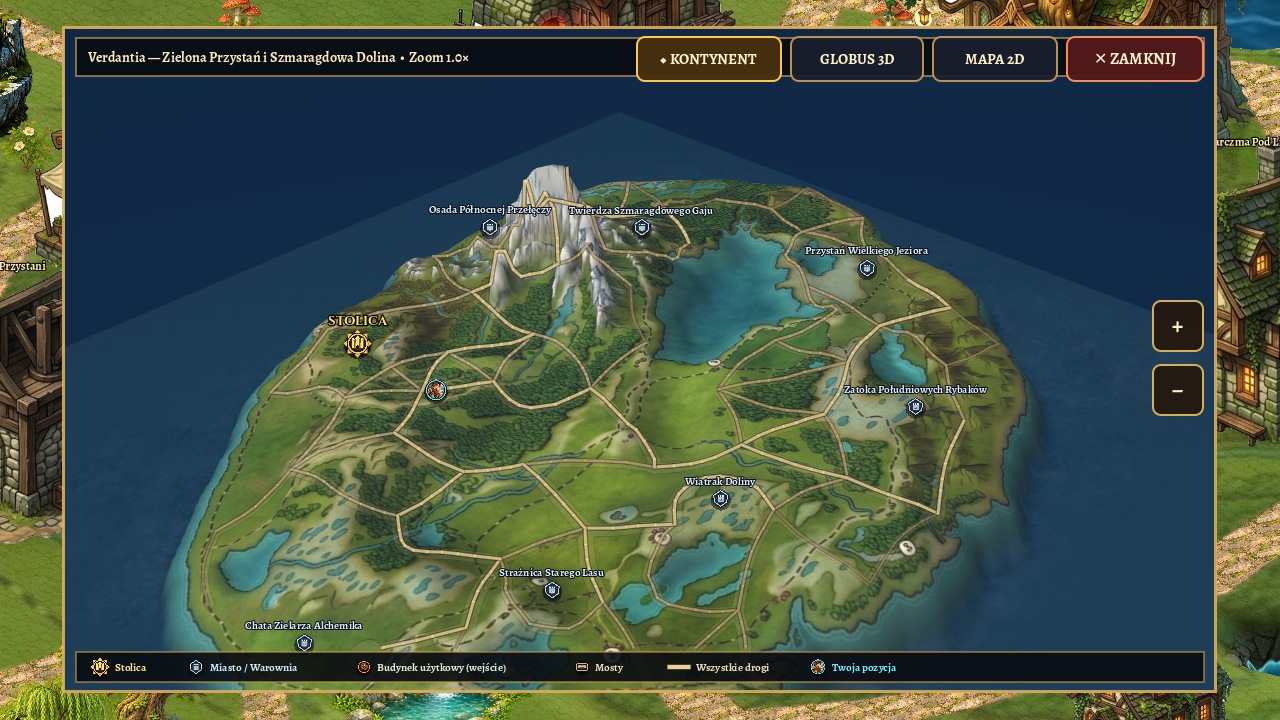 Verdantia — Zielona Przystań i Szmaragdowa Dolina • Zoom 1.0×
⬥ KONTYNENT
GLOBUS 3D
MAPA 2D
✕ ZAMKNIJ
Osada Północnej Przełęczy
Twierdza Szmaragdowego Gaju
Przystań Wielkiego Jeziora
Przystani
STOLICA
+
−
Zatoka Południowych Rybaków
Wiatrak Doliny
Strażnica Starego Lasu
Chata Zielarza Alchemika
Stolica
Miasto / Warownia
Budynek użytkowy (wejście)
Mosty
Wszystkie drogi
Twoja pozycja